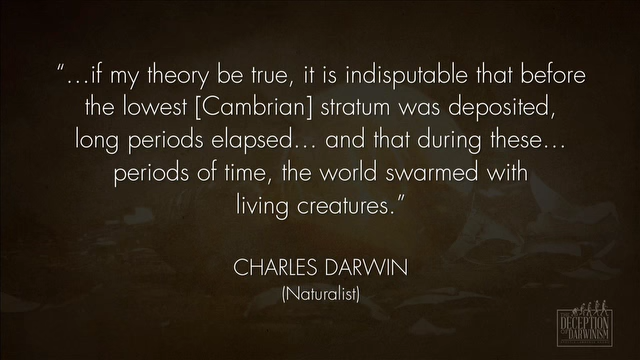 “…if my theory be true, it is indisputable that before
the lowest [Cambrian] stratum was deposited,
long periods elapsed… and that during these…
periods of time, the world swarmed with
living creatures.”
CHARLES DARWIN
(Naturalist)
DECEPTION
DARWINISM